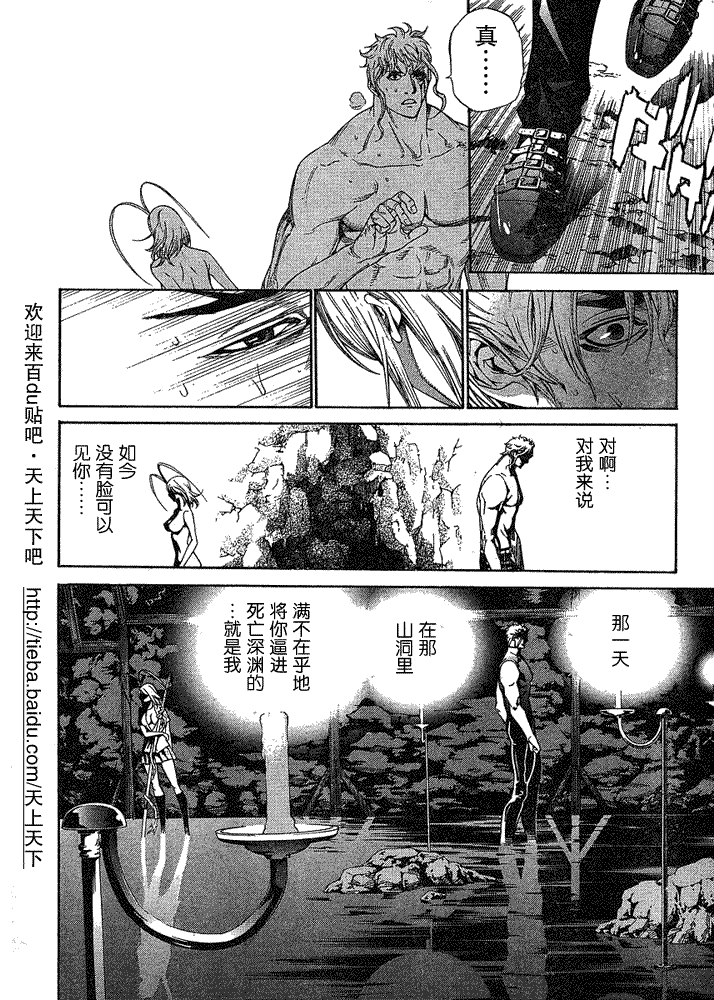 真……
ザ
ザ
对啊…
对我来说
如今
没有脸可以
见你……
那一天
在那
山洞里
满不在乎地
将你逼进
死亡深渊的
…就是我
欢迎来百du贴吧·天上天下吧 http://tieba.baidu.com/天上天下